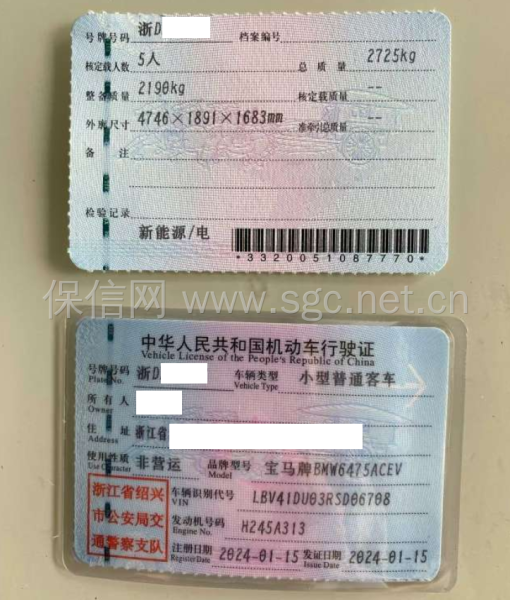 号牌号码 浙D 档案编号
核定载人数 5人 总质量 2725kg
整备质量 2190kg 核定载质量 --
外廓尺寸 4746×1891×1683mm 准牵引总质量 --
备注
检验记录
新能源/电
*3320051067770*
保信网 www.sgc.net.cn
中华人民共和国机动车行驶证
Vehicle License of the People's Republic of China
号牌号码 浙D 车辆类型 小型普通客车
Plate No. Vehicle Type
所有人
Owner
住址 浙江省
Address
使用性质 非营运 品牌型号 宝马牌BMW6475ACEV
Use Character Model
浙江省绍兴
市公安局交
通警察支队
车辆识别代号 LBV41DU03RSD06708
VIN
发动机号码 H245A313
Engine No.
注册日期 2024-01-15 发证日期 2024-01-15
Register Date Issue Date